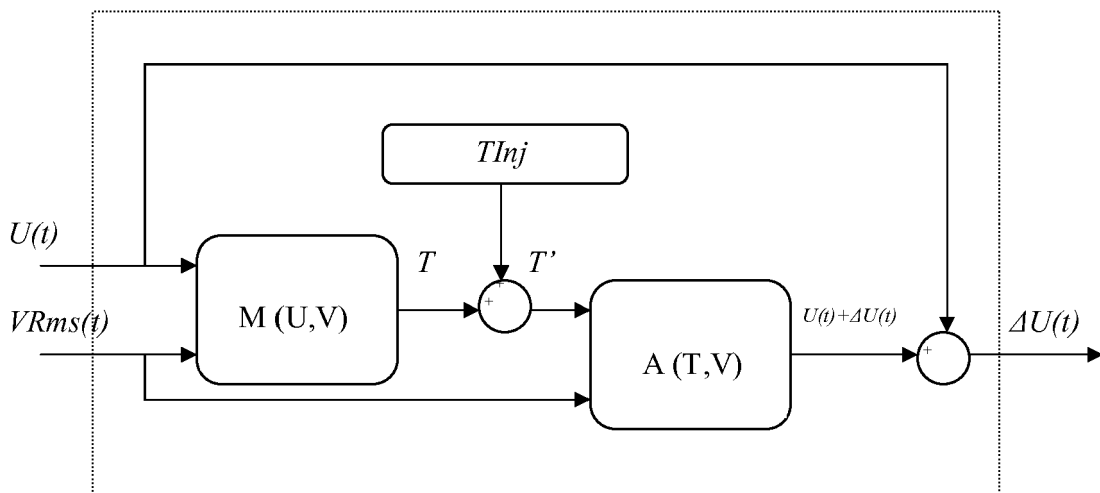 TInj
U(t)
T
T’
M (U,V)
+
+
VRms(t)
U(t)+ΔU(t)
ΔU(t)
+
A (T,V)